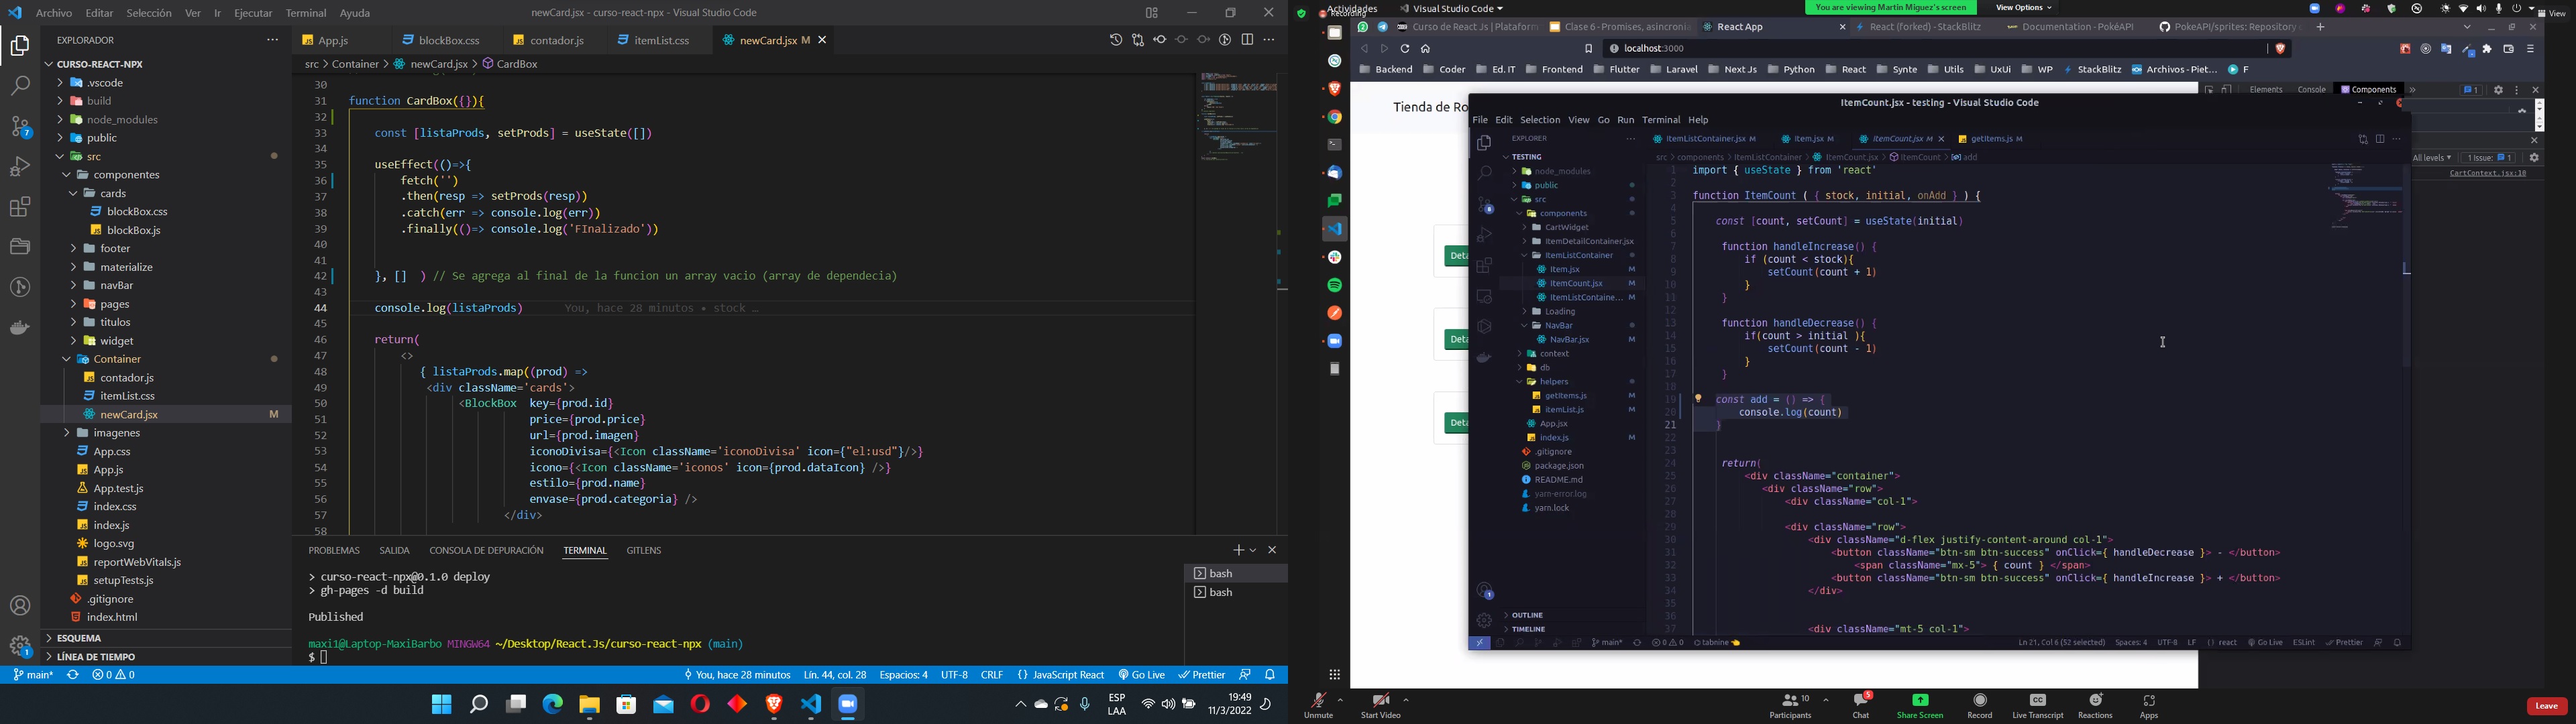 Archivo Editar Selección Ver Ir Ejecutar Terminal Ayuda
newCard.jsx - curso-react-npx - Visual Studio Code
EXPLORADOR
CURSO-REACT-NPX
.vscode
build
node_modules
public
src
componentes
cards
blockBox.css
blockBox.js
footer
materialize
navBar
pages
titulos
widget
Container
contador.js
itemList.css
newCard.jsx M
imagenes
App.css
App.js
App.test.js
index.css
index.js
logo.svg
reportWebVitals.js
setupTests.js
.gitignore
index.html
ESQUEMA
LÍNEA DE TIEMPO
App.js blockBox.css contador.js itemList.css newCard.jsx M
src > Container > newCard.jsx > CardBox
30
31 function CardBox({}){
32
33 const [listaProds, setProds] = useState([])
34
35 useEffect(()=>{
36 fetch('')
37 .then(resp => setProds(resp))
38 .catch(err => console.log(err))
39 .finally(()=> console.log('FInalizado'))
40
41
42 }, [] ) // Se agrega al final de la funcion un array vacio (array de dependecia)
43
44 console.log(listaProds) You, hace 28 minutos • stock …
45
46 return(
47 <>
48 { listaProds.map((prod) =>
49 <div className='cards'>
50 <BlockBox key={prod.id}
51 price={prod.price}
52 url={prod.imagen}
53 iconoDivisa={<Icon className='iconoDivisa' icon={"el:usd"}/>}
54 icono={<Icon className='iconos' icon={prod.dataIcon} />}
55 estilo={prod.name}
56 envase={prod.categoria} />
57 </div>
58
PROBLEMAS SALIDA CONSOLA DE DEPURACIÓN TERMINAL GITLENS
> curso-react-npx@0.1.0 deploy
> gh-pages -d build
Published
maxi1@Laptop-MaxiBarbo MINGW64 ~/Desktop/React.Js/curso-react-npx (main)
$
bash
bash
main* 0 0 You, hace 28 minutos Lín. 44, col. 28 Espacios: 4 UTF-8 CRLF {} JavaScript React Go Live Prettier
ESP
LAA
19:49
11/3/2022
Actividades Visual Studio Code
Recording
You are viewing Martin Miguez's screen View Options
View
Curso de React Js | Plataform Clase 6 - Promises, asincronía React App React (forked) - StackBlitz Documentation - PokéAPI PokeAPI/sprites: Repository
localhost:3000
Backend Coder Ed. IT Frontend Flutter Laravel Next Js Python React Synte Utils UxUi WP StackBlitz Archivos - Piet... F
Tienda de Ro
Deta
Deta
Deta
Elements Console Components 1
All levels 1 Issue: 1
CartContext.jsx:10
ItemCount.jsx - testing - Visual Studio Code
File Edit Selection View Go Run Terminal Help
EXPLORER
TESTING
node_modules
public
src
components
CartWidget
ItemDetailContainer.jsx
ItemListContainer
Item.jsx M
ItemCount.jsx M
ItemListContaine... M
Loading
NavBar
NavBar.jsx M
context
db
helpers
getItems.js M
itemList.js M
App.jsx
index.js M
.gitignore
package.json
README.md
yarn-error.log
yarn.lock
OUTLINE
TIMELINE
ItemListContainer.jsx M Item.jsx M ItemCount.jsx M getItems.js M
src > components > ItemListContainer > ItemCount.jsx > ItemCount > add
1 import { useState } from 'react'
2
3 function ItemCount ( { stock, initial, onAdd } ) {
4
5 const [count, setCount] = useState(initial)
6
7 function handleIncrease() {
8 if (count < stock){
9 setCount(count + 1)
10 }
11 }
12
13 function handleDecrease() {
14 if(count > initial ){
15 setCount(count - 1)
16 }
17 }
18
19 const add = () => {
20 console.log(count)
21 }
22
23
24 return(
25 <div className="container">
26 <div className="row">
27 <div className="col-1">
28
29 <div className="row">
30 <div className="d-flex justify-content-around col-1">
31 <button className="btn-sm btn-success" onClick={ handleDecrease }> - </button>
32 <span className="mx-5"> { count } </span>
33 <button className="btn-sm btn-success" onClick={ handleIncrease }> + </button>
34 </div>
35
36
37 <div className="mt-5 col-1">
main* 0 0 tabnine Ln 21, Col 6 (52 selected) Spaces: 4 UTF-8 LF {} react Go Live ESLint Prettier
Unmute Start Video Participants 10 Chat 5 Share Screen Record Live Transcript Reactions Apps Leave